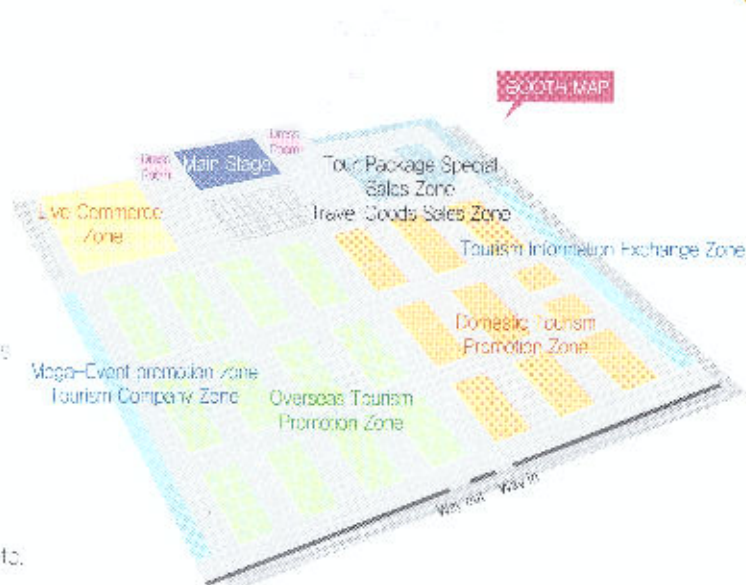 BOOTH MAP
Dress
Room
Main Stage
Dress
Room
Tour Package Special
Sales Zone
Travel Goods Sales Zone
Live Commerce
Zone
Tourism Information Exchange Zone
Domestic Tourism
Promotion Zone
Mega-Event promotion zone
Tourism Company Zone
Overseas Tourism
Promotion Zone
Way out
Way in